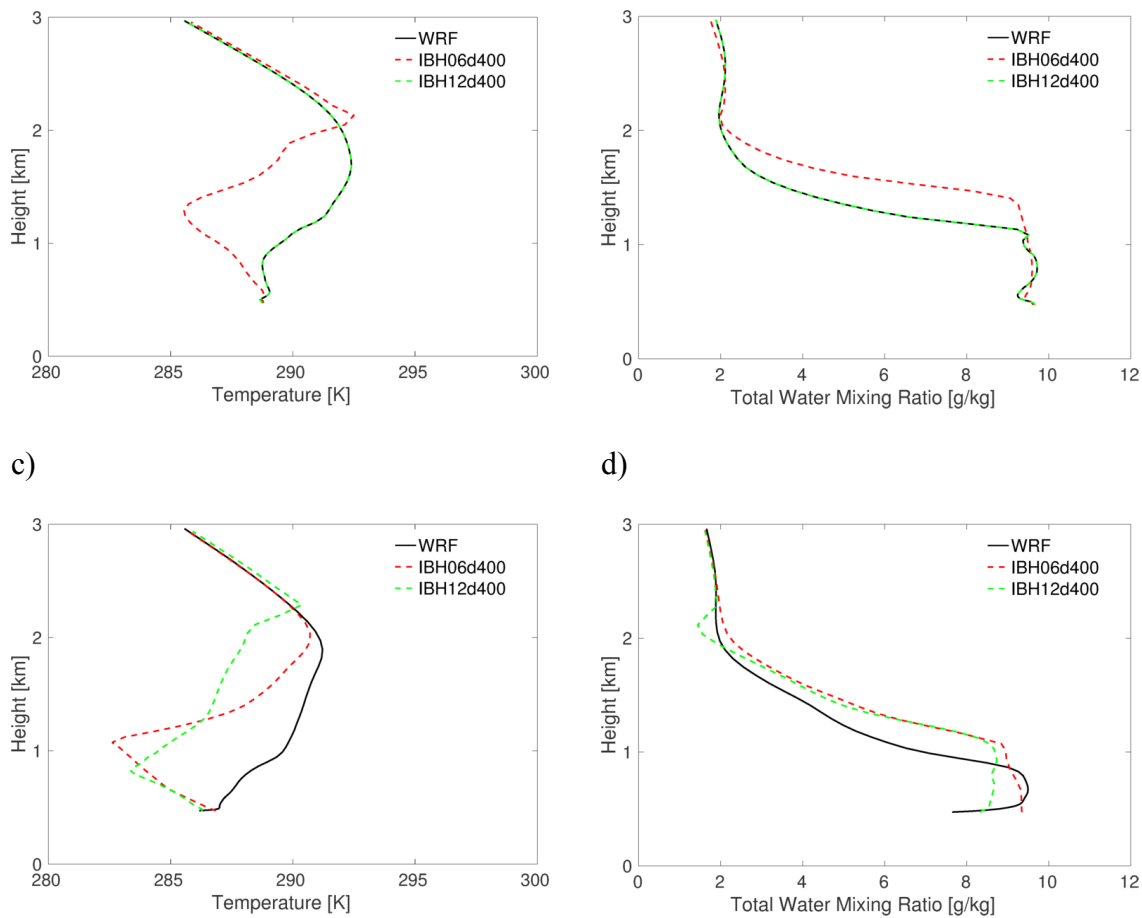 3
2
1
0
Height [km]
280
285
290
295
300
Temperature [K]
WRF
IBH06d400
IBH12d400
3
2
1
0
Height [km]
0
2
4
6
8
10
12
Total Water Mixing Ratio [g/kg]
WRF
IBH06d400
IBH12d400
c)
d)
3
2
1
0
Height [km]
280
285
290
295
300
Temperature [K]
WRF
IBH06d400
IBH12d400
3
2
1
0
Height [km]
0
2
4
6
8
10
12
Total Water Mixing Ratio [g/kg]
WRF
IBH06d400
IBH12d400